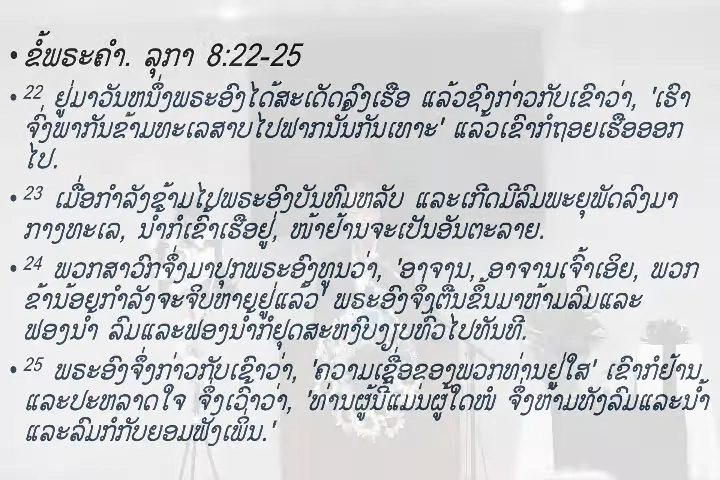 • ຂໍ້ພຣະຄຳ. ລຸກາ 8:22-25
• 22 ຢູ່ມາວັນຫນຶ່ງພຣະອົງໄດ້ສະເດັດລົງເຮືອ ແລ້ວຊົງກ່າວກັບເຂົາວ່າ, 'ເຮົາ
ຈົ່ງພາກັນຂ້າມທະເລສາບໄປຟາກນັ້ນກັນເທາະ' ແລ້ວເຂົາກໍຖອຍເຮືອອອກ
ໄປ.
• 23 ເມື່ອກຳລັງຂ້າມໄປພຣະອົງບັນທົມຫລັບ ແລະເກີດມີລົມພະຍຸພັດລົງມາ
ກາງທະເລ, ນ້ຳກໍເຂົ້າເຮືອຢູ່, ໜ້າຢ້ານຈະເປັນອັນຕະລາຍ.
• 24 ພວກສາວົກຈຶ່ງມາປຸກພຣະອົງທູນວ່າ, 'ອາຈານ, ອາຈານເຈົ້າເອີຍ, ພວກ
ຂ້ານ້ອຍກຳລັງຈະຈິບຫາຍຢູ່ແລ້ວ' ພຣະອົງຈຶ່ງຕື່ນຂຶ້ນມາຫ້າມລົມແລະ
ຟອງນ້ຳ ລົມແລະຟອງນ້ຳກໍຢຸດສະຫງົບງຽບທົ່ວໄປທັນທີ.
• 25 ພຣະອົງຈຶ່ງກ່າວກັບເຂົາວ່າ, 'ຄວາມເຊື່ອຂອງພວກທ່ານຢູ່ໃສ' ເຂົາກໍຢ້ານ
ແລະປະຫລາດໃຈ ຈຶ່ງເວົ້າວ່າ, 'ທ່ານຜູ້ນີ້ແມ່ນຜູ້ໃດໜໍ ຈຶ່ງຫ້າມທັງລົມແລະນ້ຳ
ແລະລົມກໍກັບຍອມຟັງເພິ່ນ.'